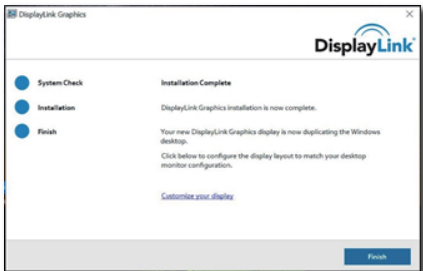 DisplayLink Graphics
DisplayLink
System Check
Installation
Finish
Installation Complete
DisplayLink Graphics installation is now complete.
Your new DisplayLink Graphics display is now duplicating the Windows
desktop.
Click below to configure the display layout to match your desktop
monitor configuration.
Customize your display
Finish